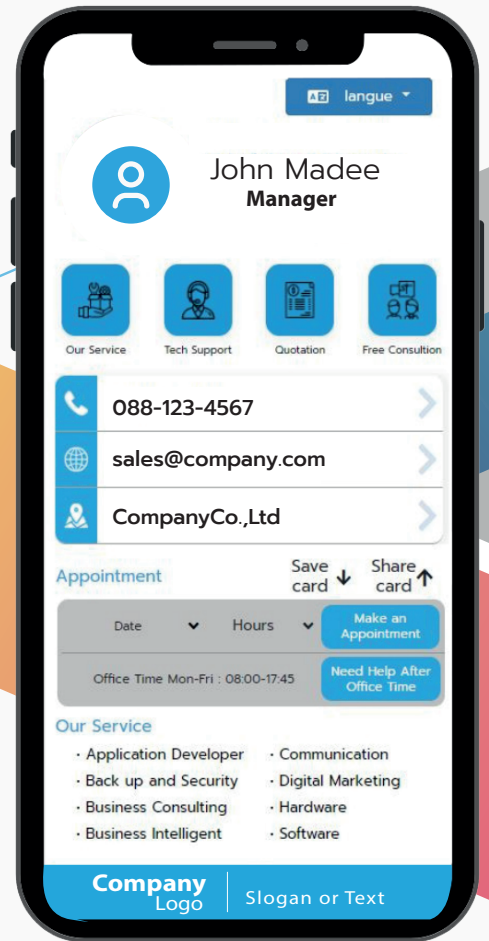 langue
John Madee
Manager
Our Service
Tech Support
Quotation
Free Consultion
088-123-4567
sales@company.com
CompanyCo.,Ltd
Appointment
Save card
Share card
Date
Hours
Make an
Appointment
Office Time Mon-Fri : 08:00-17:45
Need Help After
Office Time
Our Service
· Application Developer
· Communication
· Back up and Security
· Digital Marketing
· Business Consulting
· Hardware
· Business Intelligent
· Software
Company
Logo
Slogan or Text